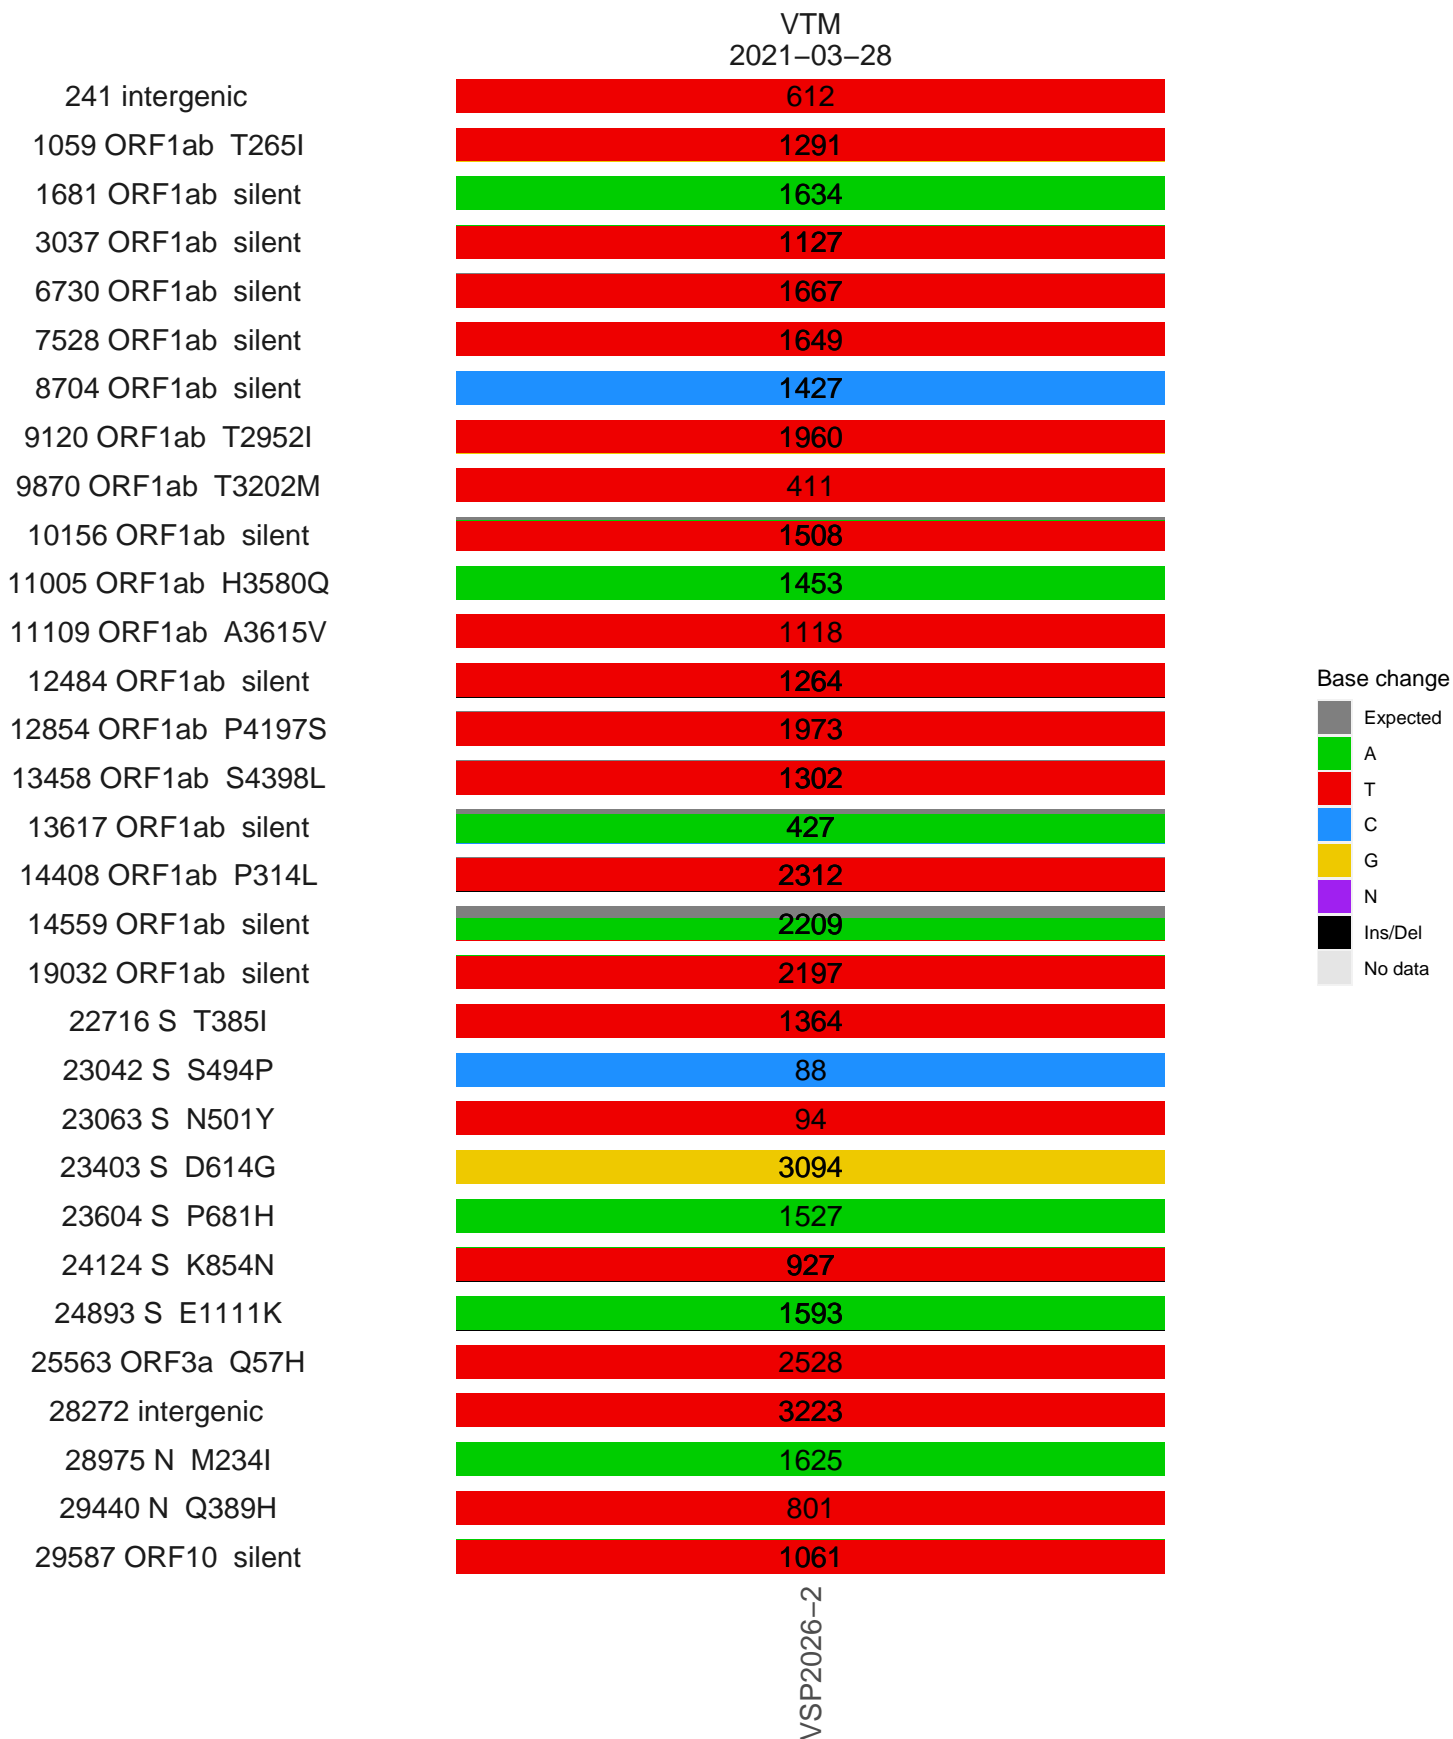 VTM
2021−03−28
241 intergenic 612
1059 ORF1ab T265I 1291
1681 ORF1ab silent 1634
3037 ORF1ab silent 1127
6730 ORF1ab silent 1667
7528 ORF1ab silent 1649
8704 ORF1ab silent 1427
9120 ORF1ab T2952I 1960
9870 ORF1ab T3202M 411
10156 ORF1ab silent 1508
11005 ORF1ab H3580Q 1453
11109 ORF1ab A3615V 1118
12484 ORF1ab silent 1264
12854 ORF1ab P4197S 1973
13458 ORF1ab S4398L 1302
13617 ORF1ab silent 427
14408 ORF1ab P314L 2312
14559 ORF1ab silent 2209
19032 ORF1ab silent 2197
22716 S T385I 1364
23042 S S494P 88
23063 S N501Y 94
23403 S D614G 3094
23604 S P681H 1527
24124 S K854N 927
24893 S E1111K 1593
25563 ORF3a Q57H 2528
28272 intergenic 3223
28975 N M234I 1625
29440 N Q389H 801
29587 ORF10 silent 1061
VSP2026−2
Base change
Expected
A
T
C
G
N
Ins/Del
No data